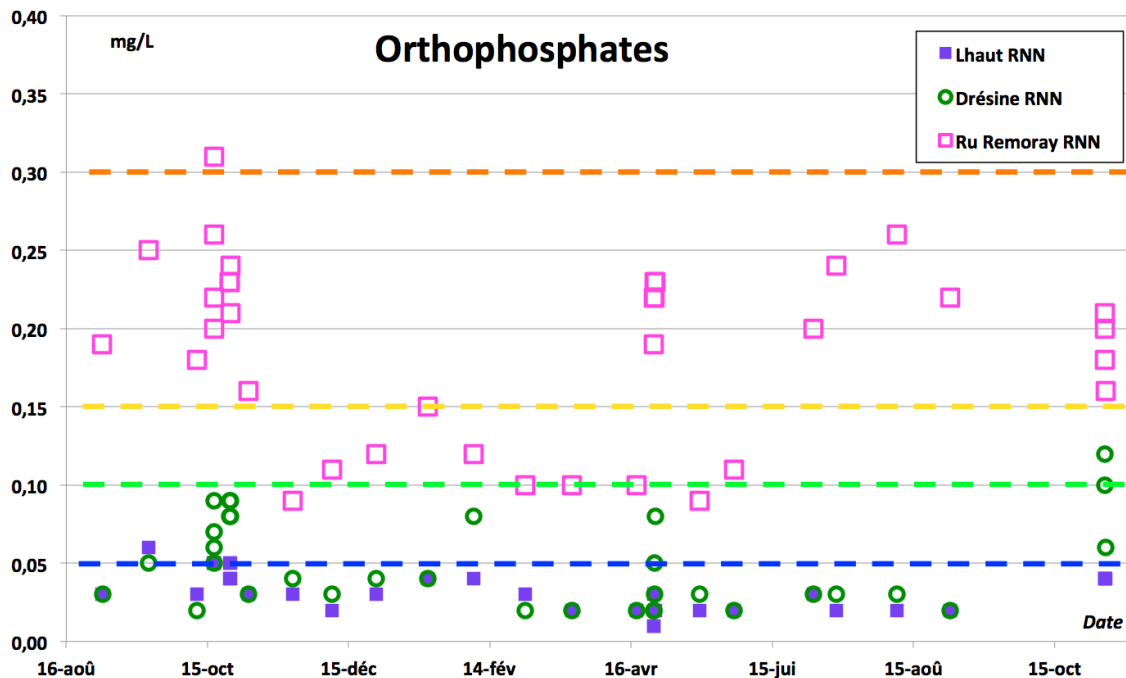 Orthophosphates
mg/L
Lhaut RNN
Drésine RNN
Ru Remoray RNN
0,40
0,35
0,30
0,25
0,20
0,15
0,10
0,05
0,00
Date
16-aoû 15-oct 15-déc 14-fév 16-avr 15-jui 15-aoû 15-oct